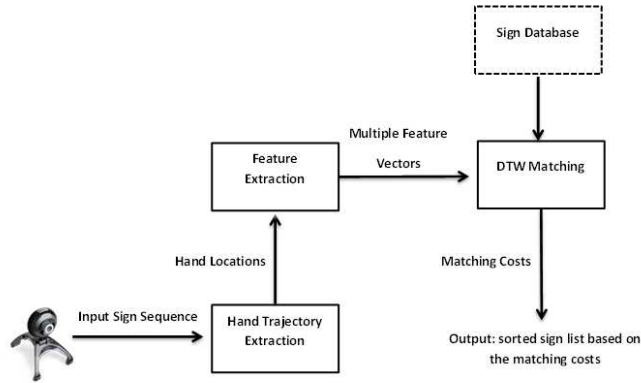 Sign Database
Multiple Feature
Vectors
Feature
Extraction
DTW Matching
Hand Locations
Matching Costs
Input Sign Sequence
Hand Trajectory
Extraction
Output: sorted sign list based on
the matching costs